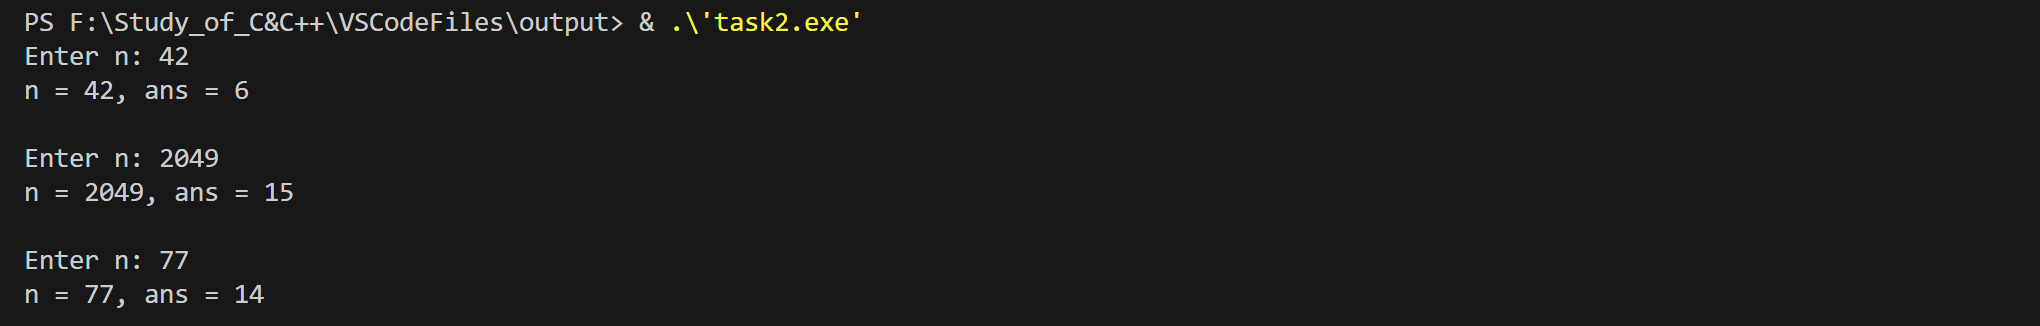 PS F:\Study_of_C&C++\VSCodeFiles\output> & .\'task2.exe'
Enter n: 42
n = 42, ans = 6
Enter n: 2049
n = 2049, ans = 15
Enter n: 77
n = 77, ans = 14